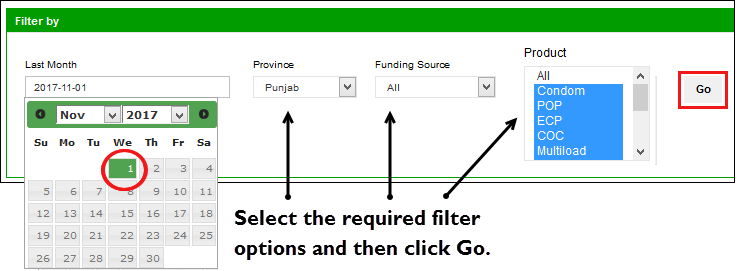 Filter by
Last Month
Province
Funding Source
Product
2017-11-01
Punjab
All
All
Condom
POP
ECP
COC
Multiload
Go
Nov 2017
Su Mo Tu We Th Fr Sa
1 2 3 4
5 6 7 8 9 10 11
12 13 14 15 16 17 18
19 20 21 22 23 24 25
26 27 28 29 30
Select the required filter
options and then click Go.